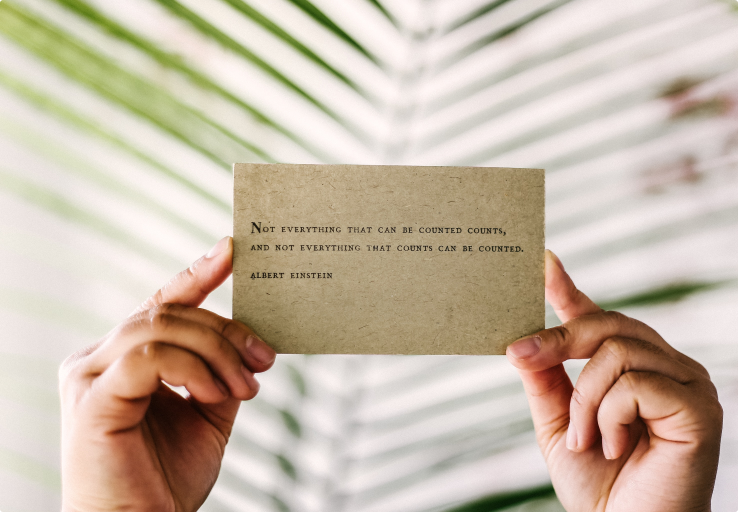 Not everything that can be counted counts,
and not everything that counts can be counted.
albert einstein